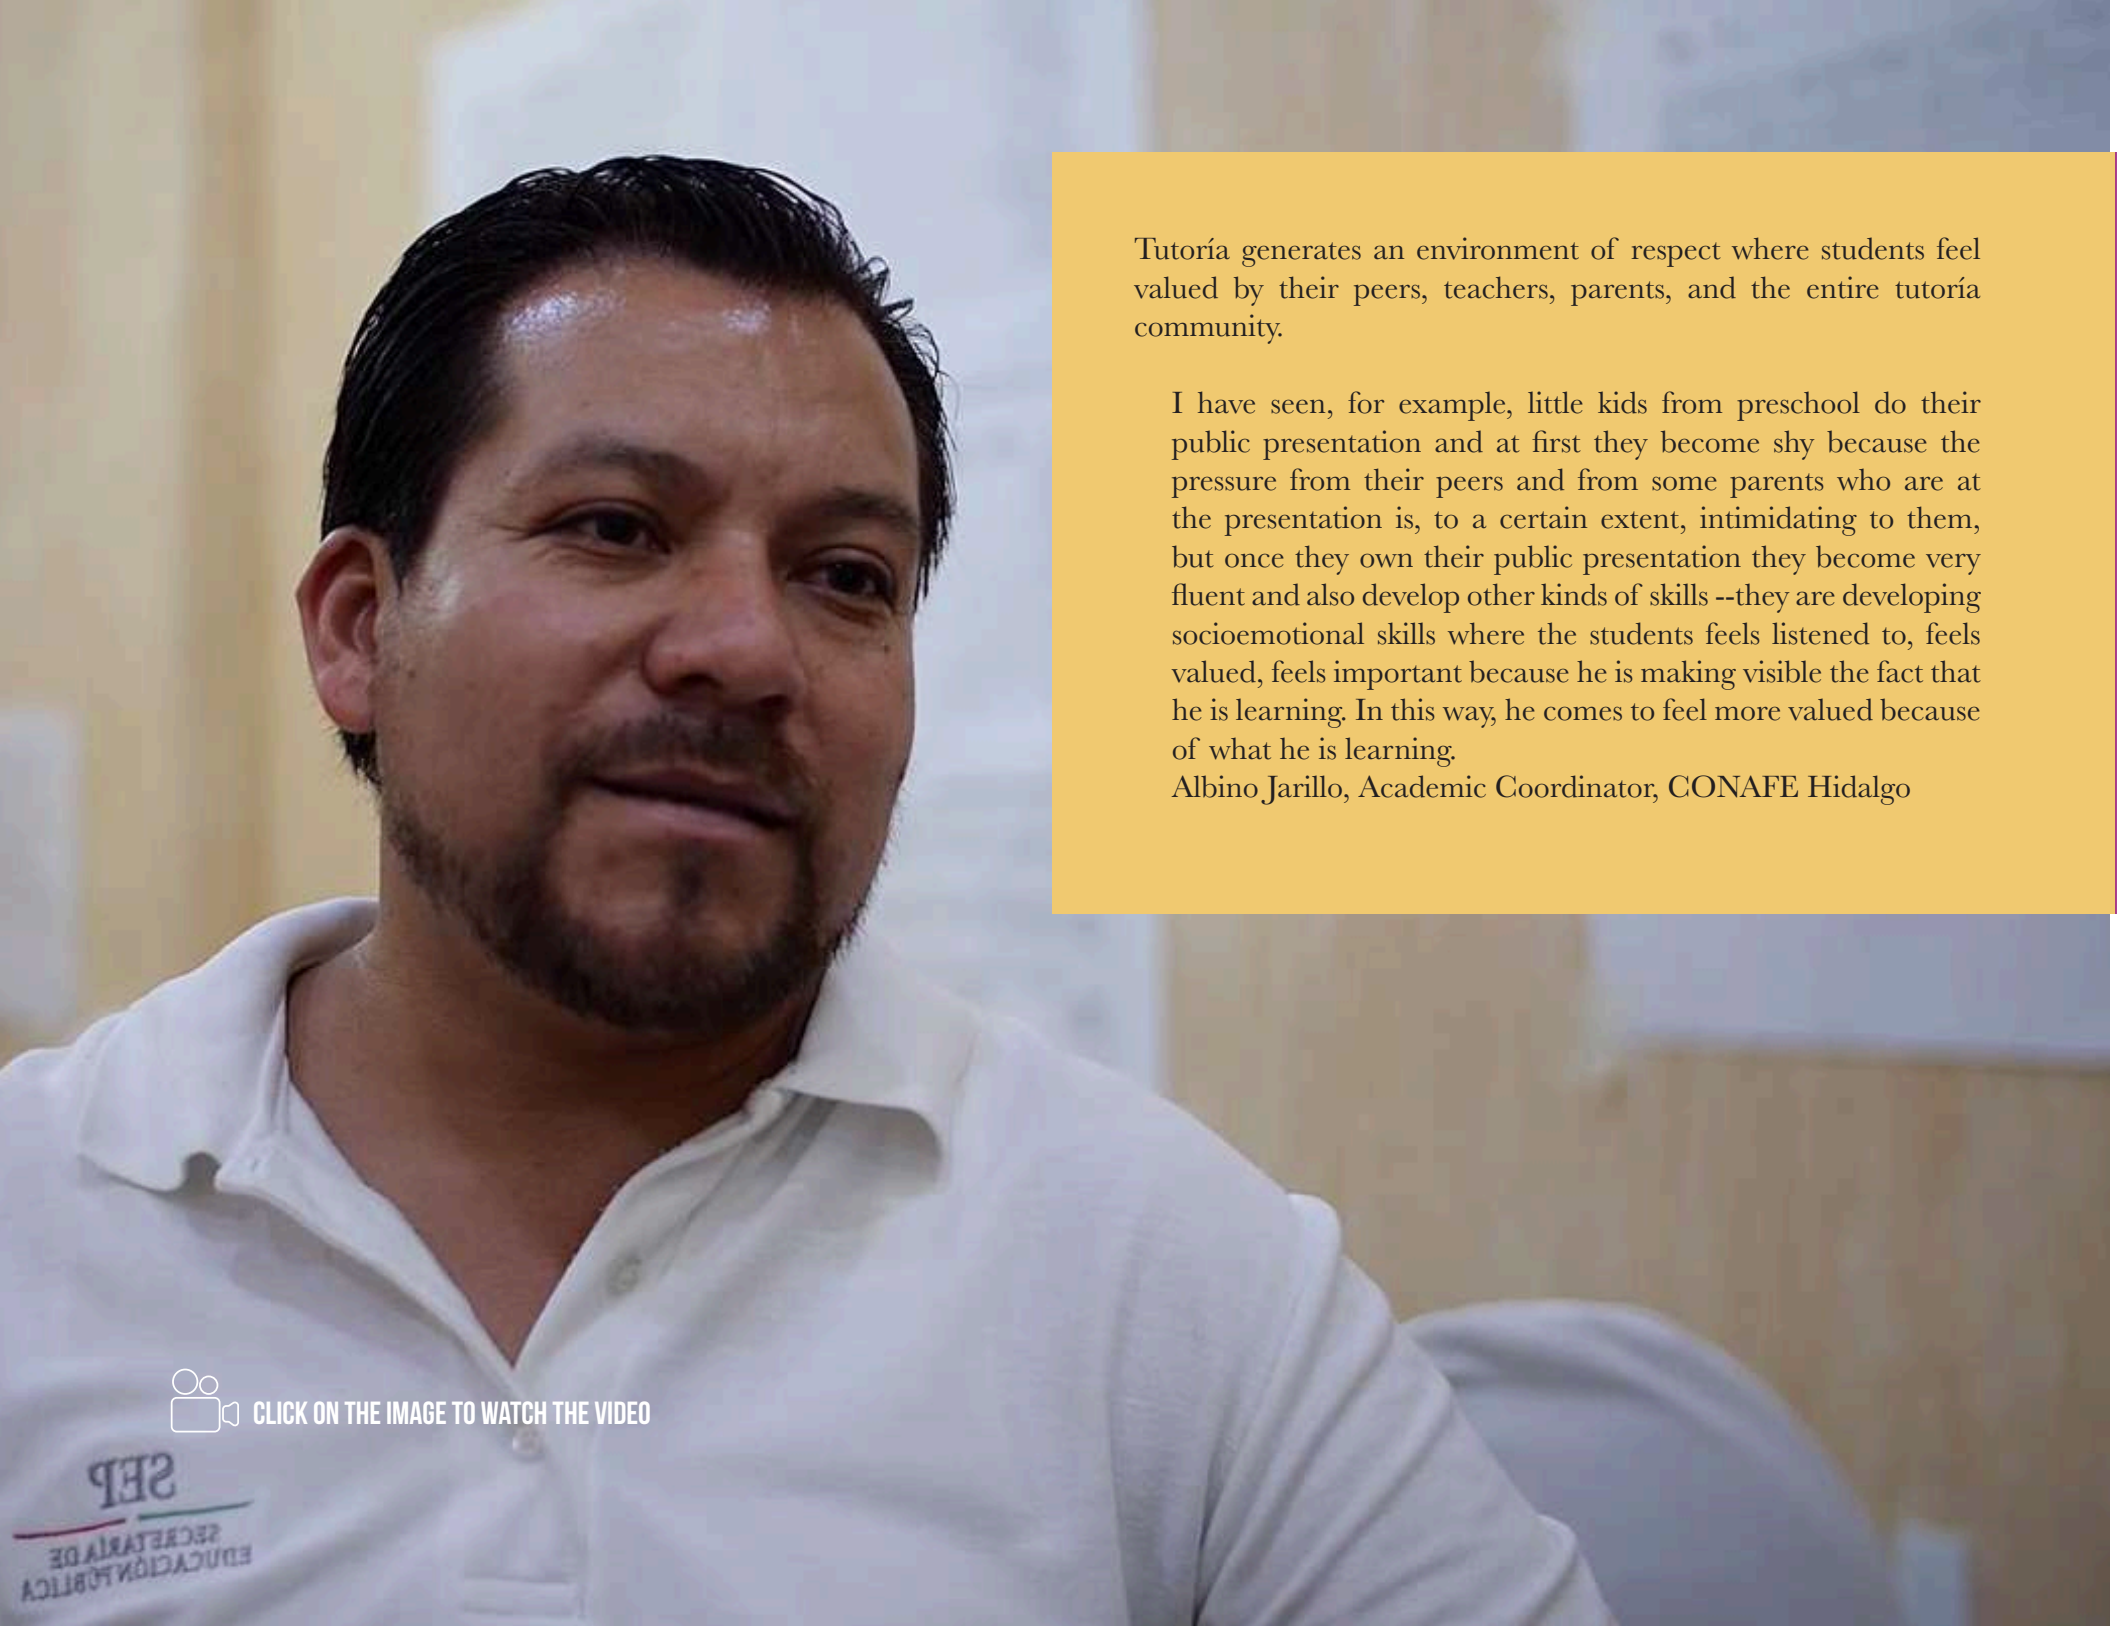 Tutoría generates an environment of respect where students feel
valued by their peers, teachers, parents, and the entire tutoría
community.
I have seen, for example, little kids from preschool do their
public presentation and at first they become shy because the
pressure from their peers and from some parents who are at
the presentation is, to a certain extent, intimidating to them,
but once they own their public presentation they become very
fluent and also develop other kinds of skills --they are developing
socioemotional skills where the students feels listened to, feels
valued, feels important because he is making visible the fact that
he is learning. In this way, he comes to feel more valued because
of what he is learning.
Albino Jarillo, Academic Coordinator, CONAFE Hidalgo
CLICK ON THE IMAGE TO WATCH THE VIDEO
SEP
SECRETARÍA DE
EDUCACIÓN PÚBLICA